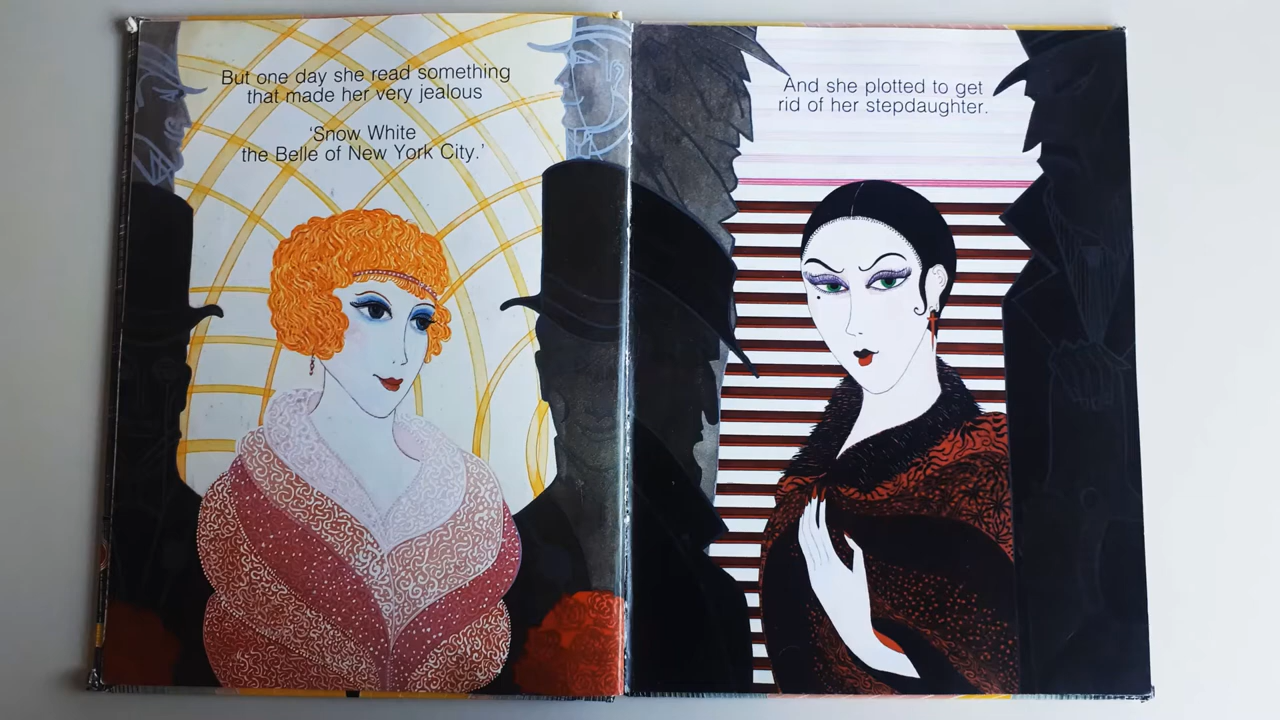 But one day she read something
that made her very jealous
‘Snow White
the Belle of New York City.’
And she plotted to get
rid of her stepdaughter.